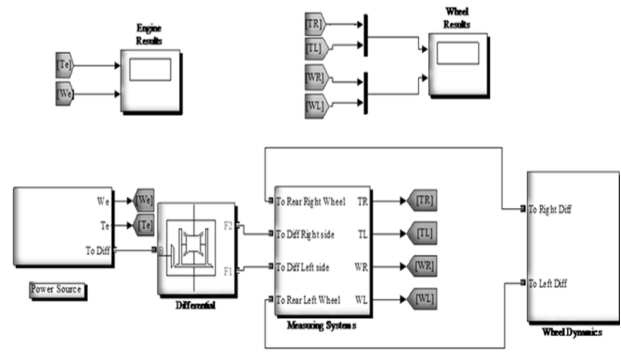 Engine
Results
[Te]
[We]
Wheel
Results
[TR]
[TL]
[WR]
[WL]
We
Te
To Diff
[We]
[Te]
Power Source
F2
F1
Differential
To Rear Right Wheel
To Diff Right side
To Diff Left side
To Rear Left Wheel
TR
TL
WR
WL
Measuring Systems
[TR]
[TL]
[WR]
[WL]
To Right Diff
To Left Diff
Wheel Dynamics